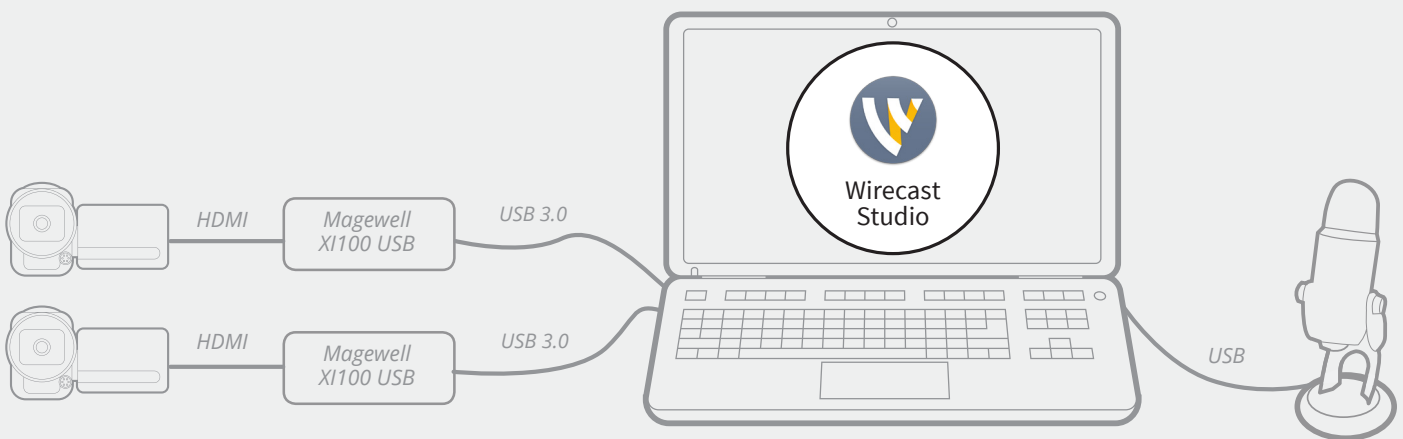 Wirecast
Studio
HDMI
Magewell
XI100 USB
USB 3.0
HDMI
Magewell
XI100 USB
USB 3.0
USB